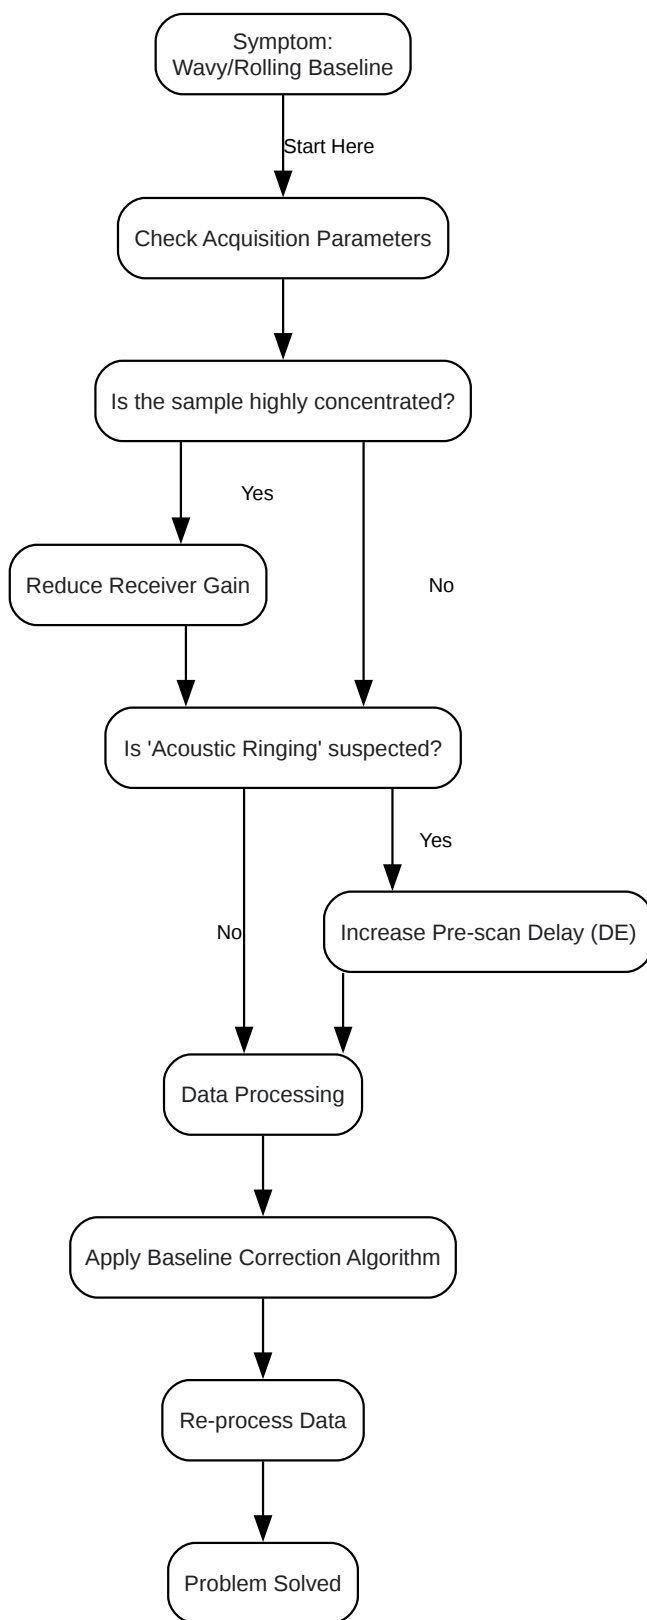 Symptom:
Wavy/Rolling Baseline
Start Here
Check Acquisition Parameters
Is the sample highly concentrated?
Yes
Reduce Receiver Gain
No
Is 'Acoustic Ringing' suspected?
Yes
No
Increase Pre-scan Delay (DE)
Data Processing
Apply Baseline Correction Algorithm
Re-process Data
Problem Solved